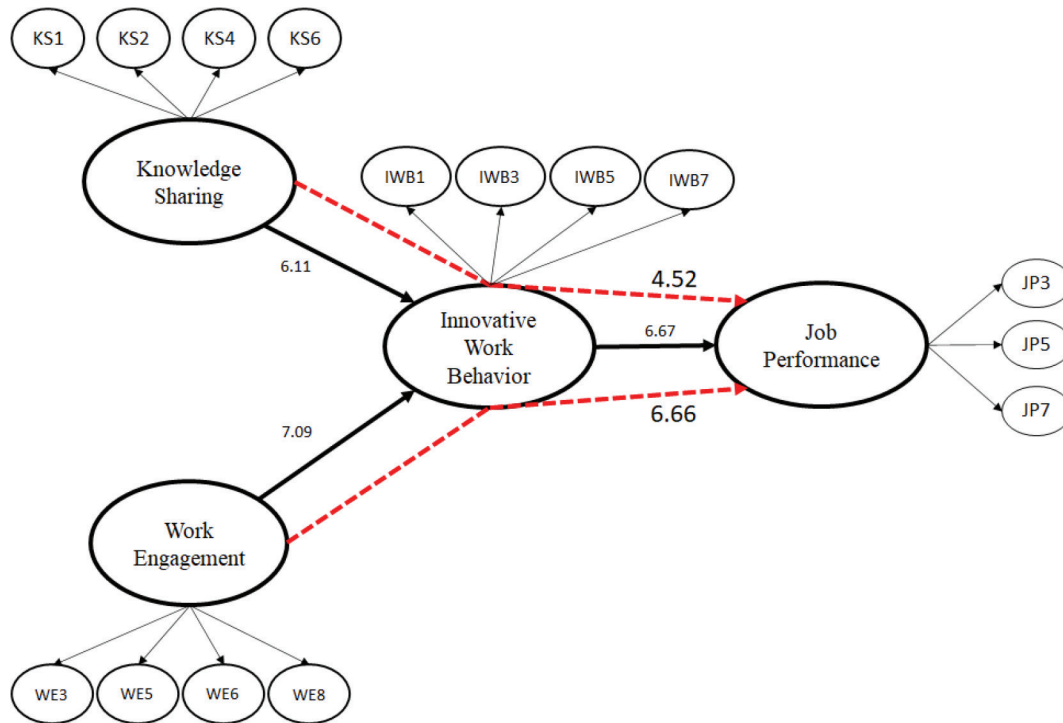 KS1
KS2
KS4
KS6
Knowledge
Sharing
IWB1
IWB3
IWB5
IWB7
6.11
4.52
Innovative
Work
Behavior
6.67
Job
Performance
JP3
JP5
JP7
7.09
6.66
Work
Engagement
WE3
WE5
WE6
WE8